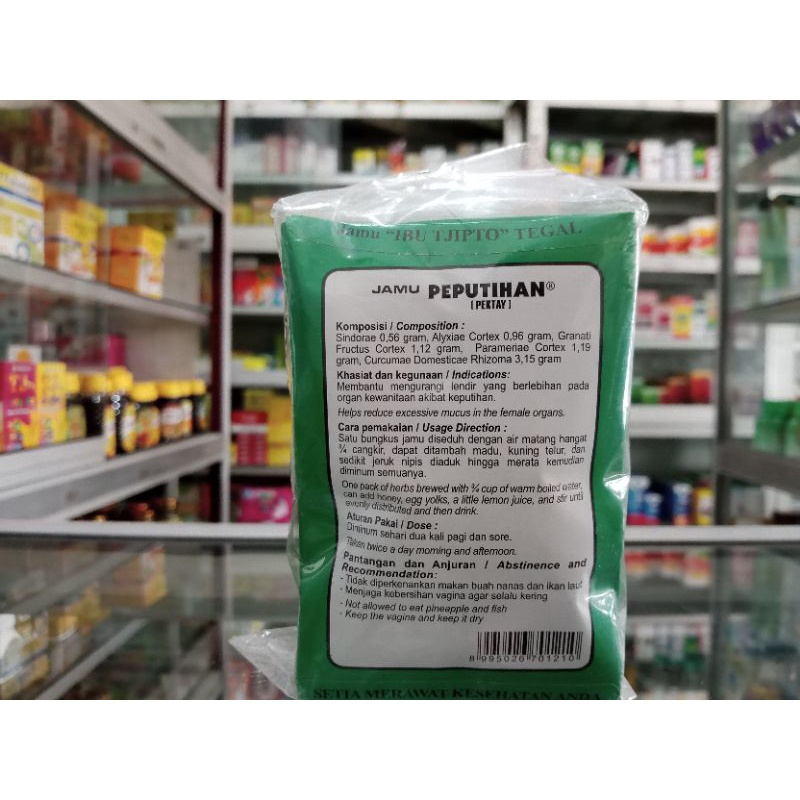 Jamu "IBU TJIPTO" TEGAL
JAMU PEPUTIHAN®
[PEKTAY]
Komposisi / Composition :
Sindorae 0,56 gram, Alyxiae Cortex 0,96 gram, Granati
Fructus Cortex 1,12 gram, Parameriae Cortex 1,19
gram, Curcumae Domesticae Rhizoma 3,15 gram
Khasiat dan kegunaan / Indications:
Membantu mengurangi lendir yang berlebihan pada
organ kewanitaan akibat keputihan.
Helps reduce excessive mucus in the female organs.
Cara pemakaian / Usage Direction :
Satu bungkus jamu diseduh dengan air matang hangat
¾ cangkir, dapat ditambah madu, kuning telur, dan
sedikit jeruk nipis diaduk hingga merata kemudian
diminum semuanya.
One pack of herbs brewed with ¾ cup of warm boiled water,
can add honey, egg yolks, a little lemon juice, and stir until
evenly distributed and then drink.
Aturan Pakai / Dose :
Diminum sehari dua kali pagi dan sore.
Taken twice a day morning and afternoon.
Pantangan dan Anjuran / Abstinence and
Recommendation:
- Tidak diperkenankan makan buah nanas dan ikan laut
- Menjaga kebersihan vagina agar selalu kering
- Not allowed to eat pineapple and fish
- Keep the vagina and keep it dry
8 995026 701210
SETIA MERAWAT KESEHATAN ANDA